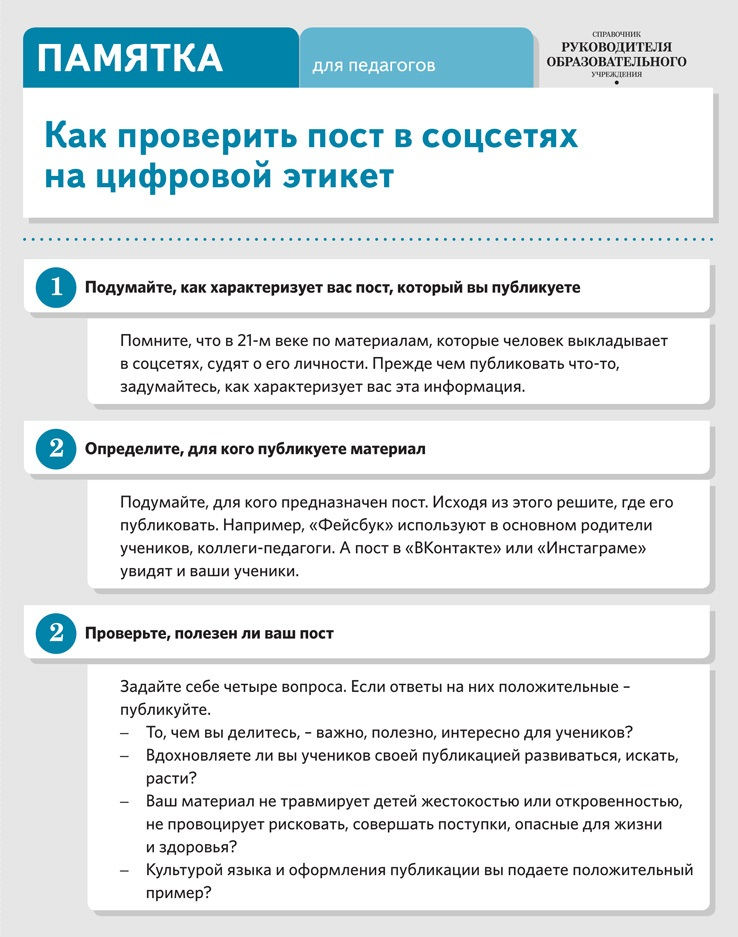 ПАМЯТКА
для педагогов
СПРАВОЧНИК
РУКОВОДИТЕЛЯ
ОБРАЗОВАТЕЛЬНОГО
УЧРЕЖДЕНИЯ
Как проверить пост в соцсетях
на цифровой этикет
1 Подумайте, как характеризует вас пост, который вы публикуете
Помните, что в 21-м веке по материалам, которые человек выкладывает
в соцсетях, судят о его личности. Прежде чем публиковать что-то,
задумайтесь, как характеризует вас эта информация.
2 Определите, для кого публикуете материал
Подумайте, для кого предназначен пост. Исходя из этого решите, где его
публиковать. Например, «Фейсбук» используют в основном родители
учеников, коллеги-педагоги. А пост в «ВКонтакте» или «Инстаграме»
увидят и ваши ученики.
2 Проверьте, полезен ли ваш пост
Задайте себе четыре вопроса. Если ответы на них положительные –
публикуйте.
– То, чем вы делитесь, – важно, полезно, интересно для учеников?
– Вдохновляете ли вы учеников своей публикацией развиваться, искать,
расти?
– Ваш материал не травмирует детей жестокостью или откровенностью,
не провоцирует рисковать, совершать поступки, опасные для жизни
и здоровья?
– Культурой языка и оформления публикации вы подаете положительный
пример?